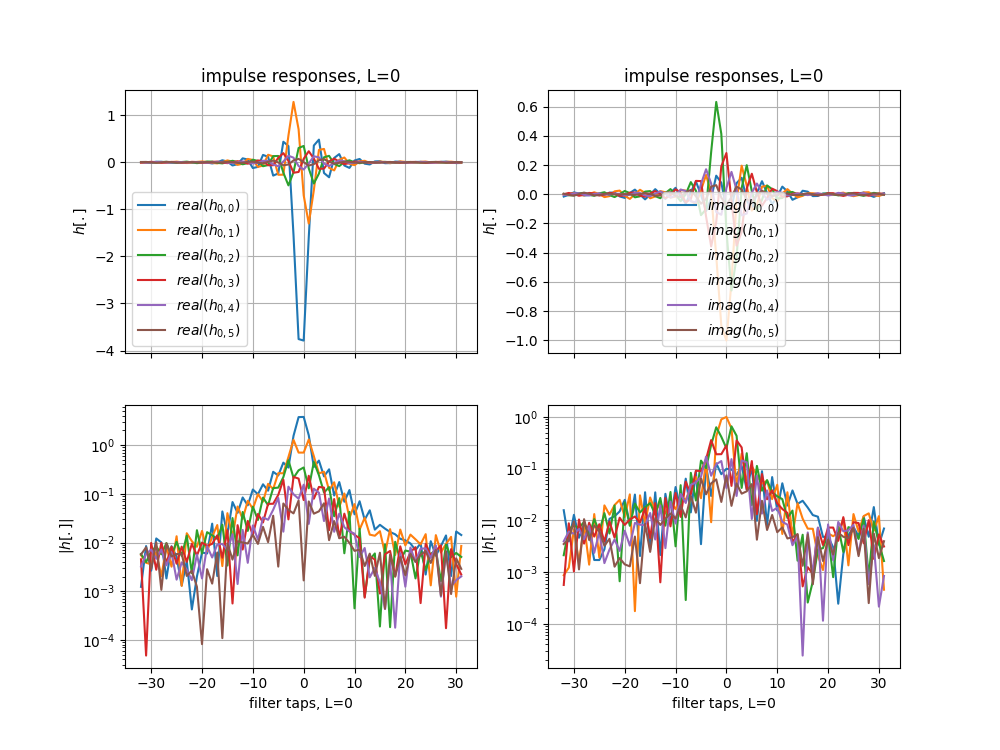 impulse responses, L=0
impulse responses, L=0
h[.]
1
0
−1
−2
−3
−4
real(h0,0)
real(h0,1)
real(h0,2)
real(h0,3)
real(h0,4)
real(h0,5)
h[.]
0.6
0.4
0.2
0.0
−0.2
−0.4
−0.6
−0.8
−1.0
imag(h0,0)
imag(h0,1)
imag(h0,2)
imag(h0,3)
imag(h0,4)
imag(h0,5)
|h[.]|
10^0
10^−1
10^−2
10^−3
10^−4
−30 −20 −10 0 10 20 30
filter taps, L=0
|h[.]|
10^0
10^−1
10^−2
10^−3
10^−4
−30 −20 −10 0 10 20 30
filter taps, L=0